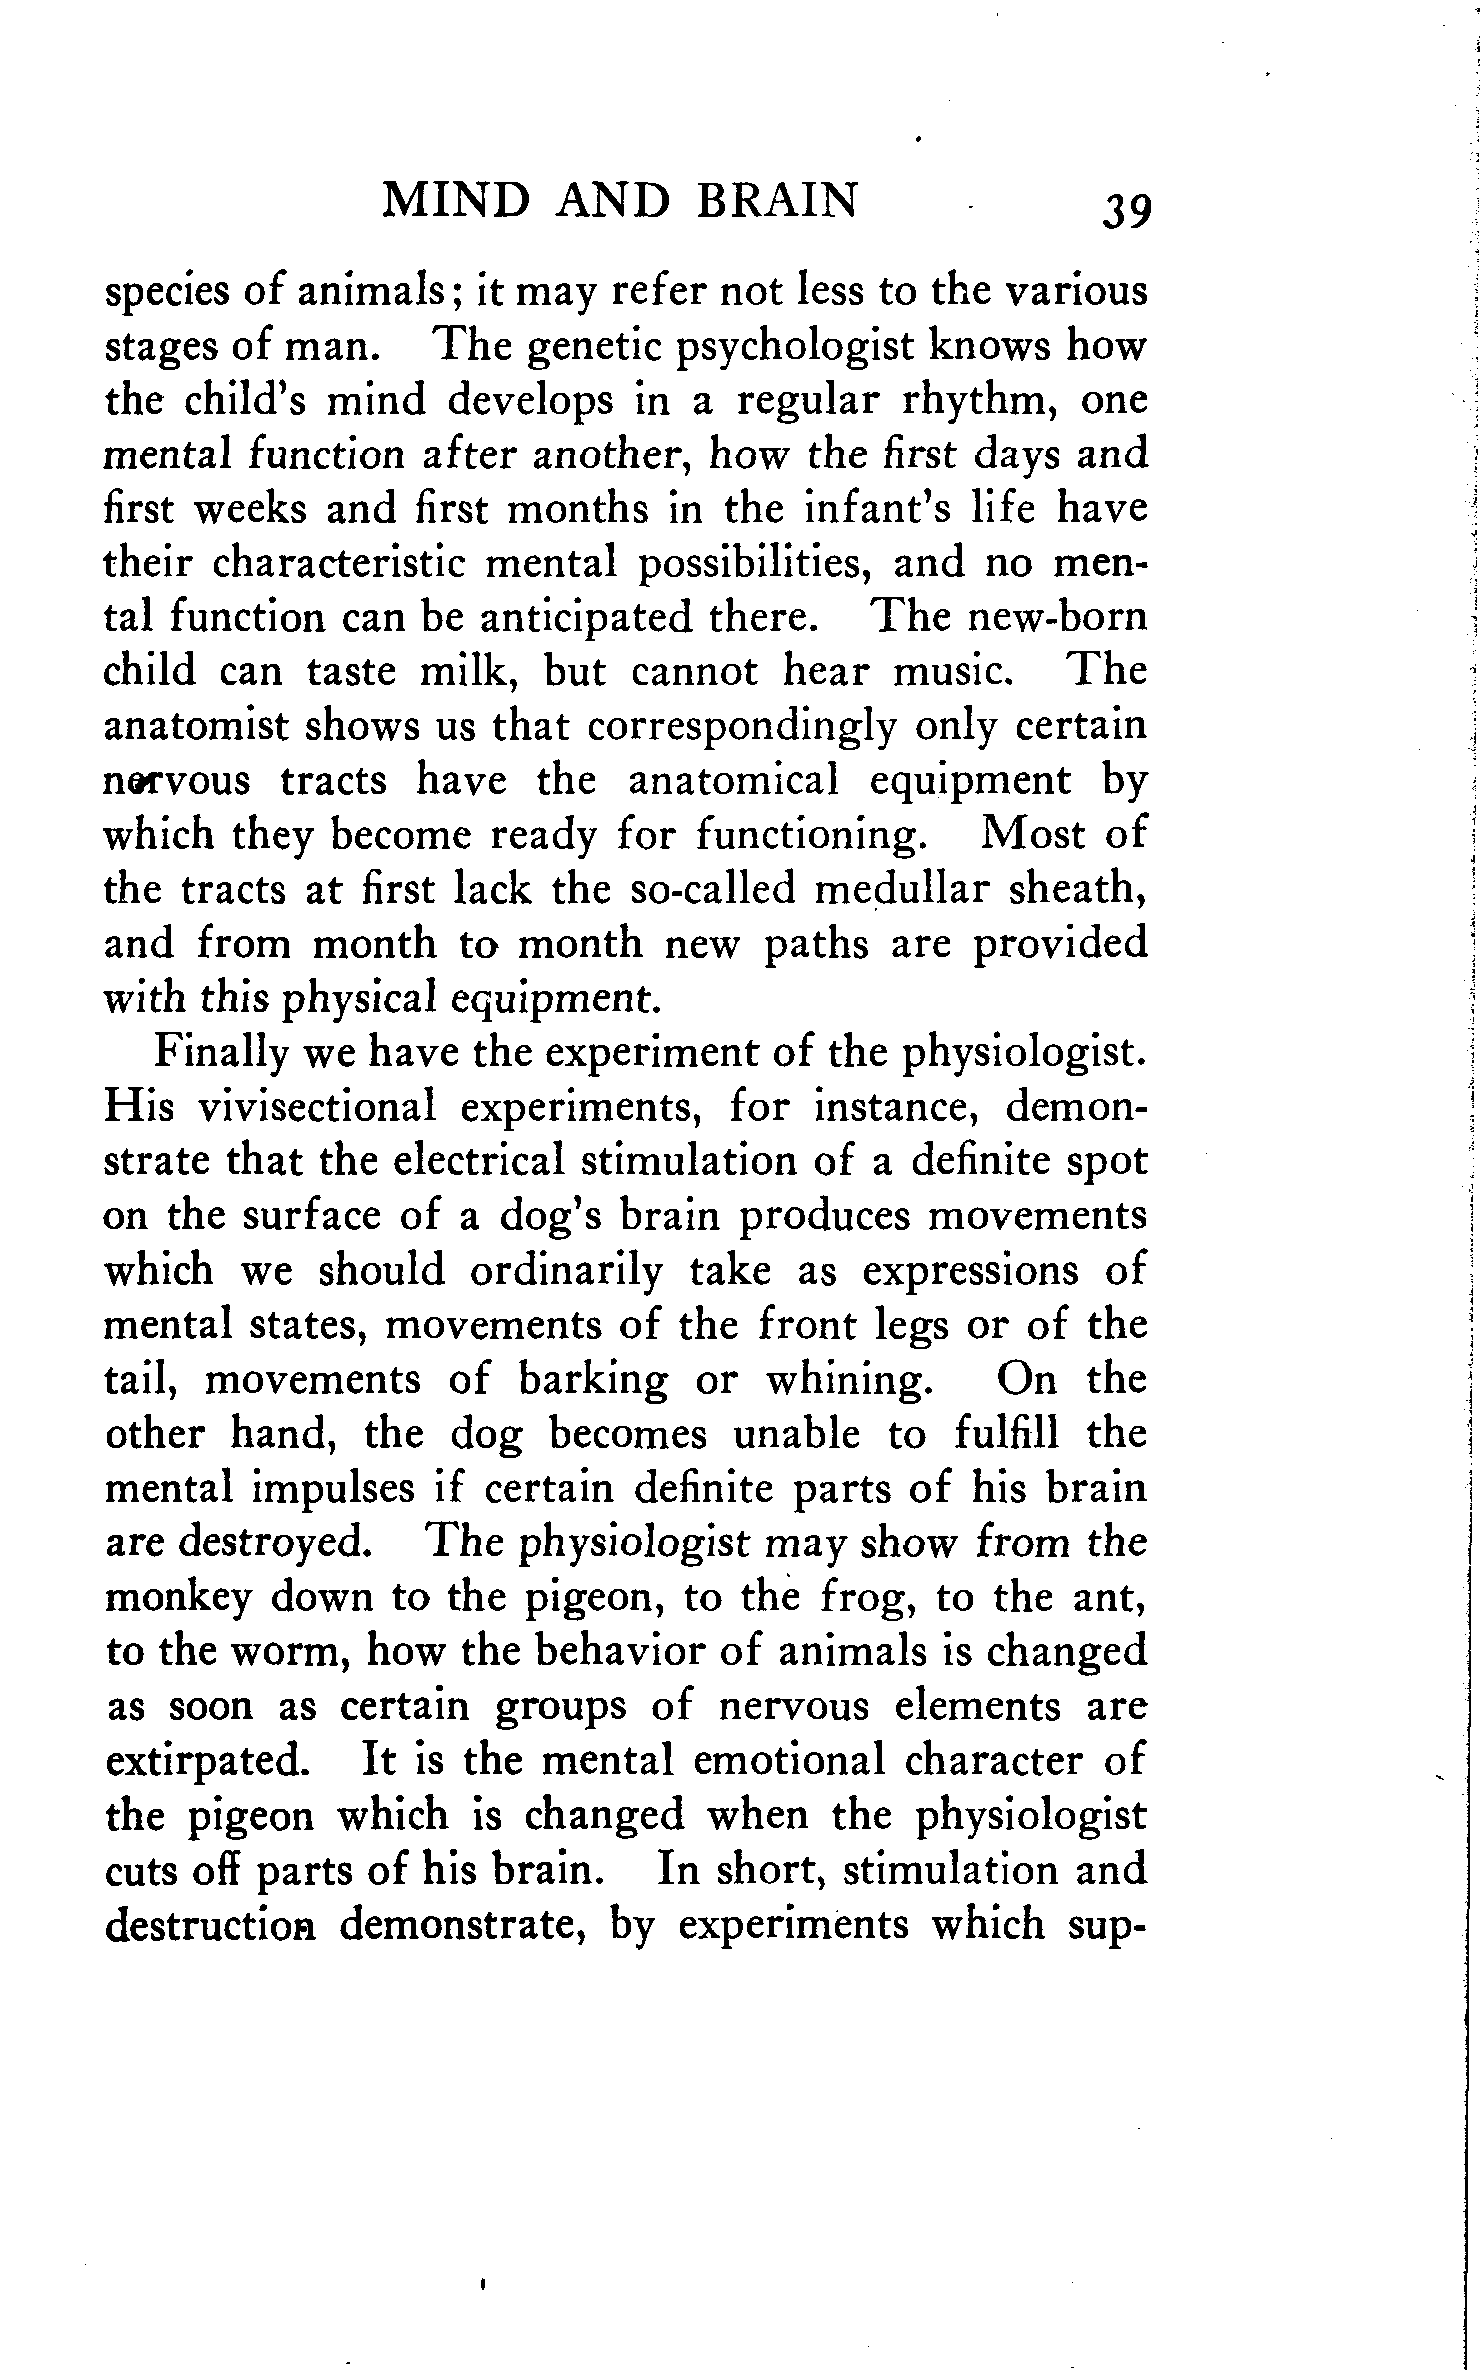 MIND AND BRAIN 39
species of animals; it may refer not less to the various
stages of man. The genetic psychologist knows how
the child's mind develops in a regular rhythm, one
mental function after another, how the first days and
first weeks and first months in the infant's life have
their characteristic mental possibilities, and no men-
tal function can be anticipated there. The new-born
child can taste milk, but cannot hear music. The
anatomist shows us that correspondingly only certain
nervous tracts have the anatomical equipment by
which they become ready for functioning. Most of
the tracts at first lack the so-called medullar sheath,
and from month to month new paths are provided
with this physical equipment.
Finally we have the experiment of the physiologist.
His vivisectional experiments, for instance, demon-
strate that the electrical stimulation of a definite spot
on the surface of a dog's brain produces movements
which we should ordinarily take as expressions of
mental states, movements of the front legs or of the
tail, movements of barking or whining. On the
other hand, the dog becomes unable to fulfill the
mental impulses if certain definite parts of his brain
are destroyed. The physiologist may show from the
monkey down to the pigeon, to the frog, to the ant,
to the worm, how the behavior of animals is changed
as soon as certain groups of nervous elements are
extirpated. It is the mental emotional character of
the pigeon which is changed when the physiologist
cuts off parts of his brain. In short, stimulation and
destruction demonstrate, by experiments which sup-